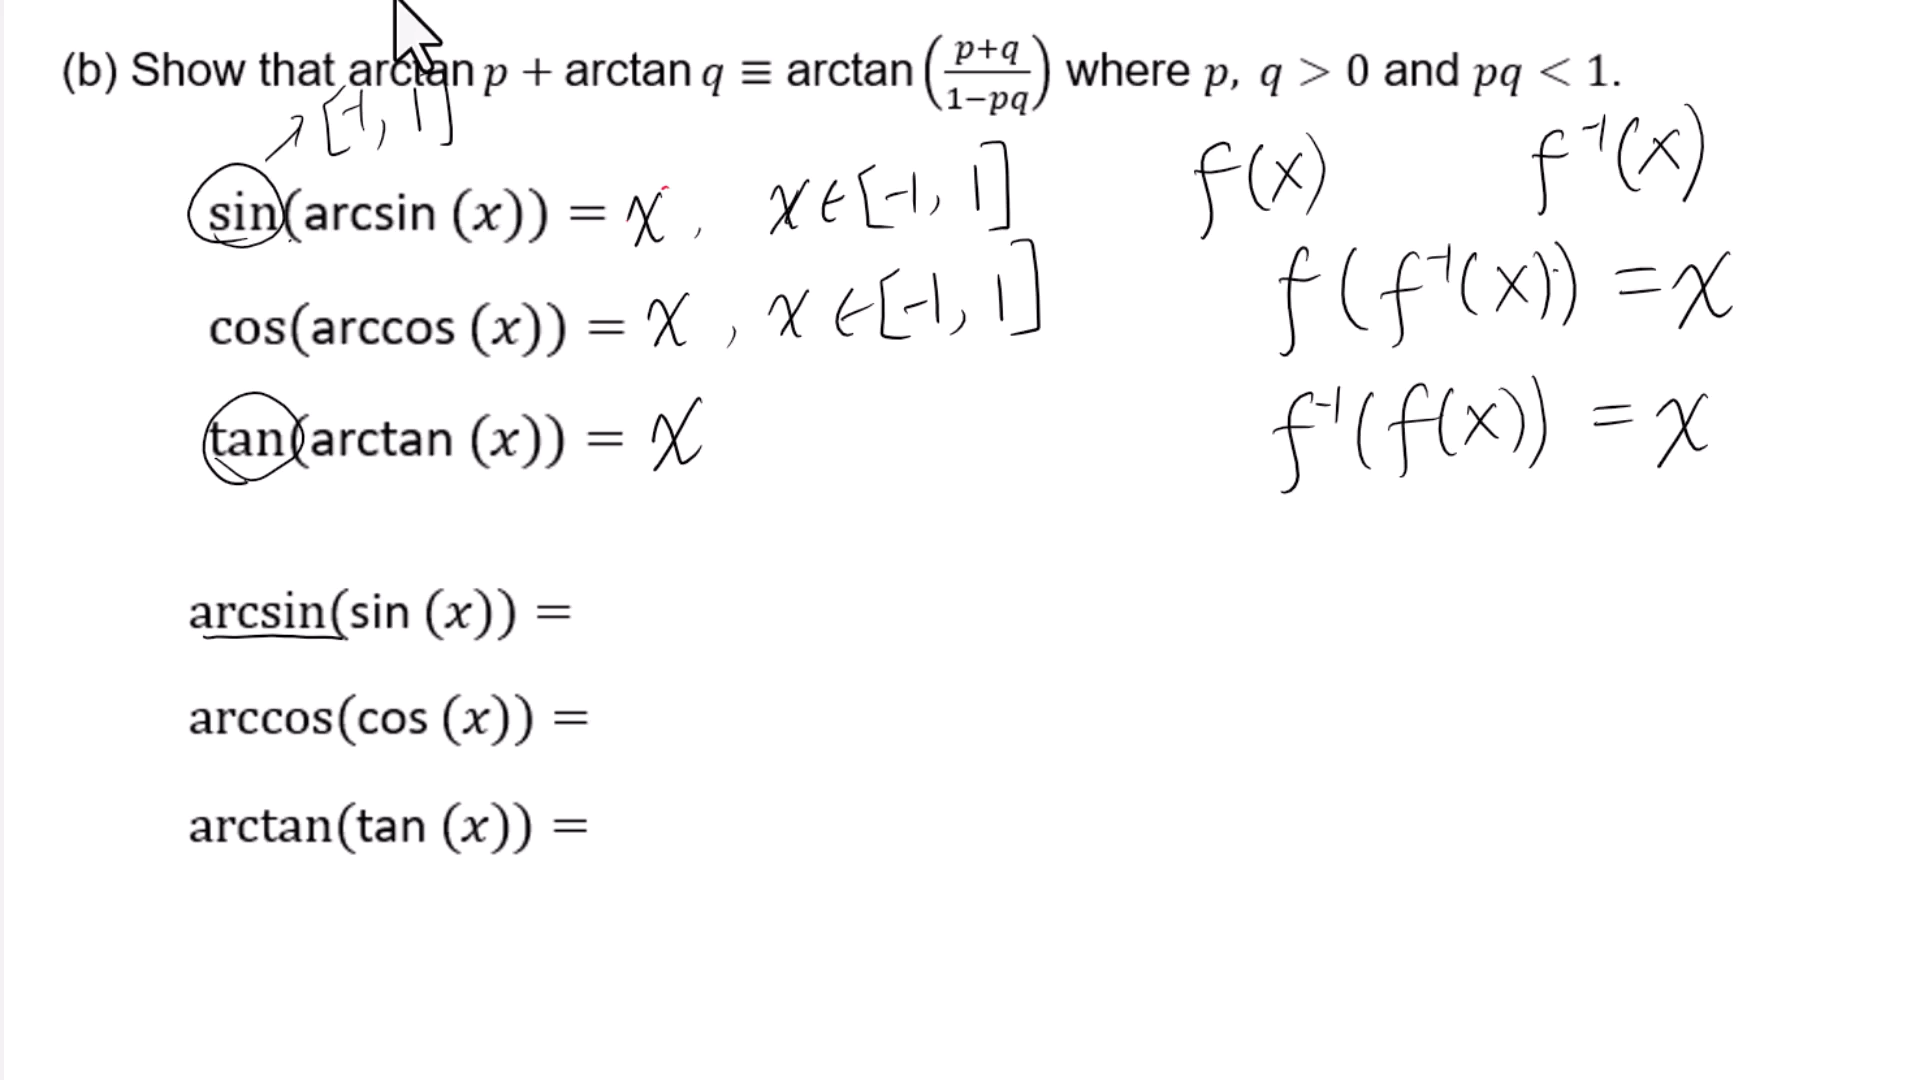 (b) Show that arctan p + arctan q ≡ arctan (p+q / 1−pq) where p, q > 0 and pq < 1.
[-1, 1]
f(x) f⁻¹(x)
sin(arcsin (x)) = x , x ∈ [-1, 1]
f(f⁻¹(x)) = x
cos(arccos (x)) = x , x ∈ [-1, 1]
tan(arctan (x)) = x
f⁻¹(f(x)) = x
arcsin(sin (x)) =
arccos(cos (x)) =
arctan(tan (x)) =